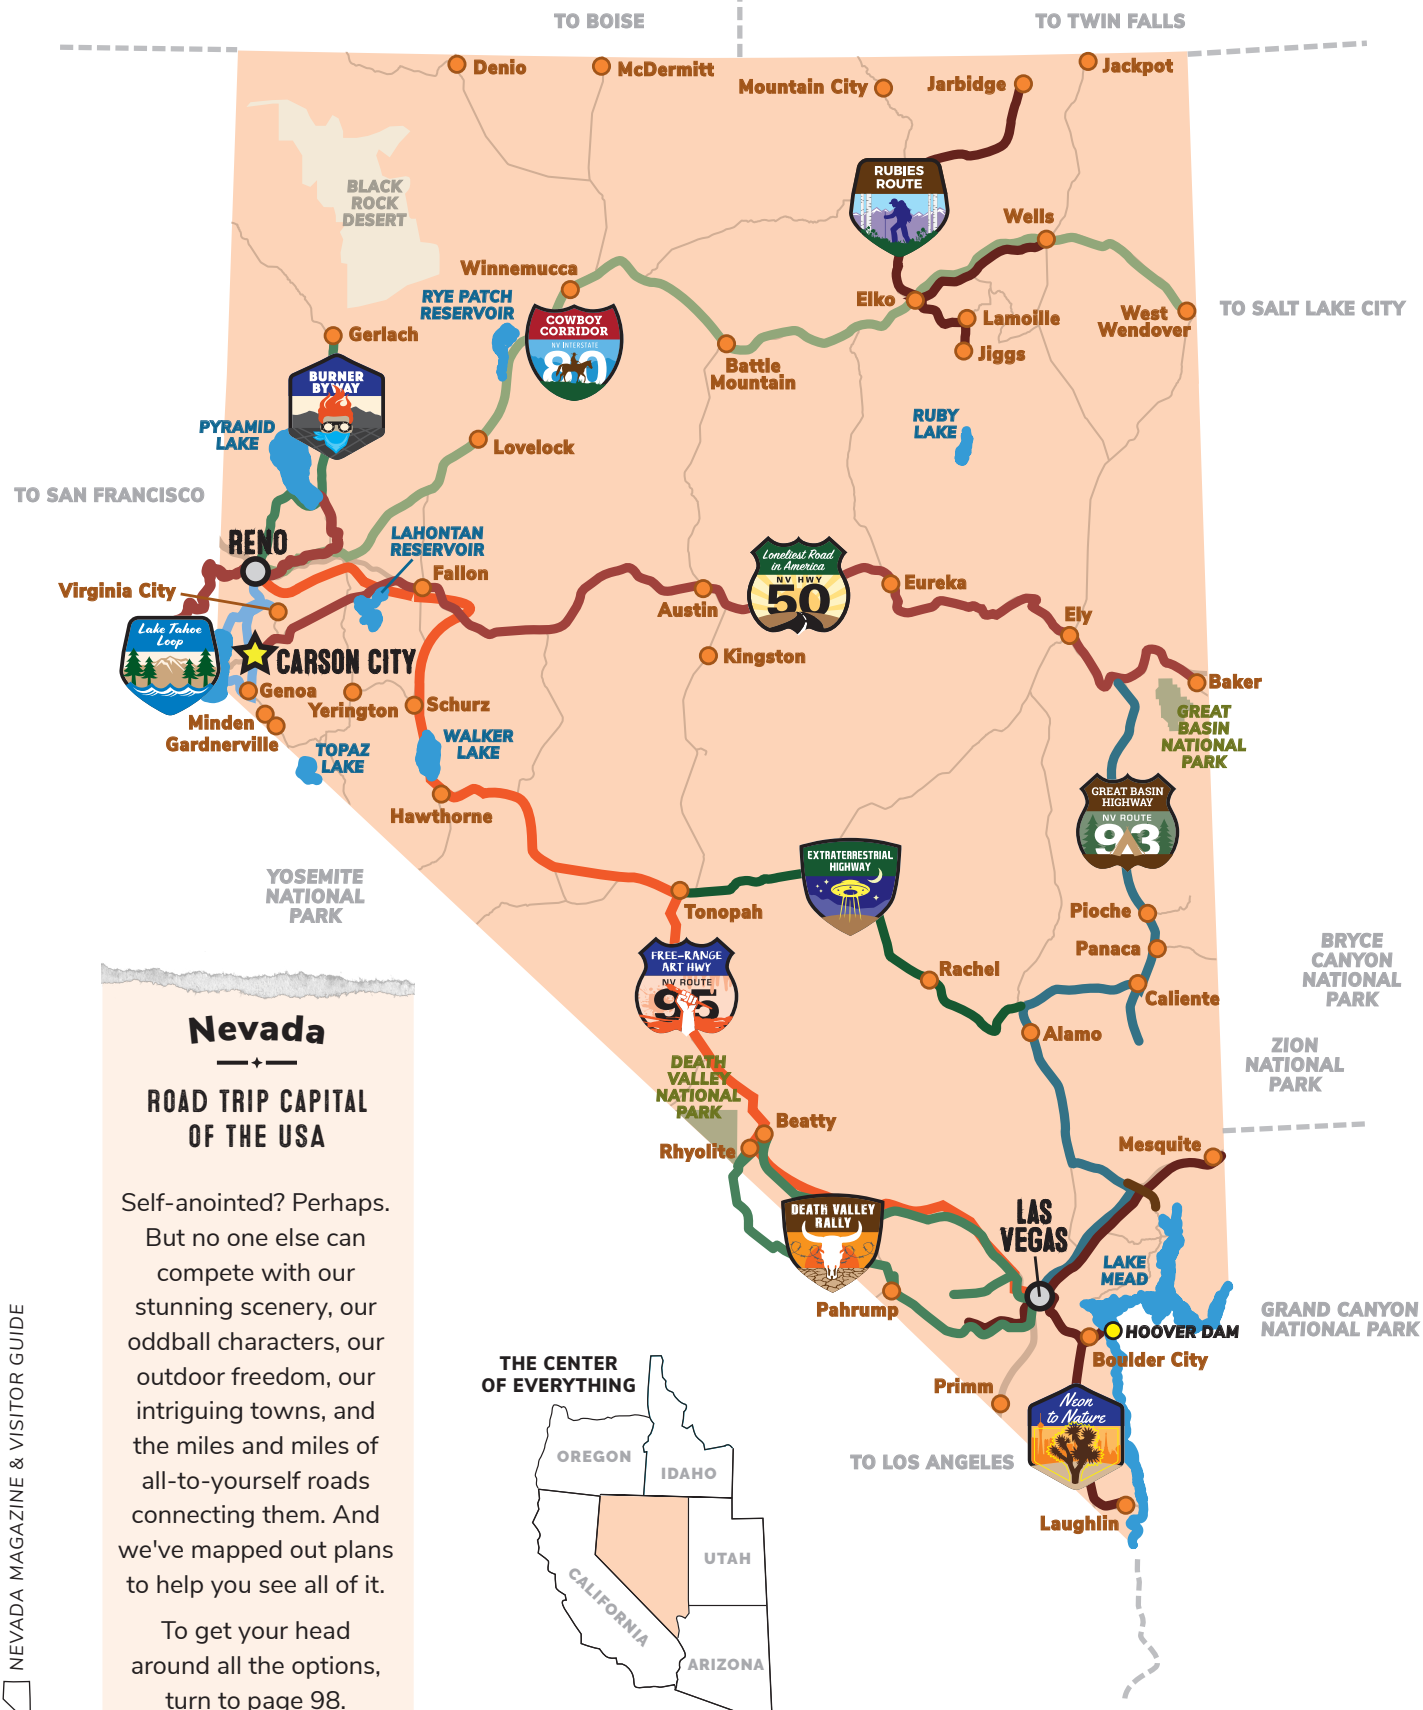 TO BOISE
TO TWIN FALLS
Denio
McDermitt
Mountain City
Jarbidge
Jackpot
BLACK
ROCK
DESERT
RUBIES
ROUTE
Wells
Winnemucca
RYE PATCH
RESERVOIR
Elko
Lamoille
Jiggs
West
Wendover
TO SALT LAKE CITY
COWBOY
CORRIDOR
NV INTERSTATE
80
Gerlach
BURNER
BYWAY
Battle
Mountain
PYRAMID
LAKE
Lovelock
RUBY
LAKE
TO SAN FRANCISCO
RENO
LAHONTAN
RESERVOIR
Fallon
Virginia City
Loneliest Road
in America
NV HWY
50
Austin
Eureka
Ely
Lake Tahoe
Loop
CARSON CITY
Kingston
Genoa
Yerington
Schurz
Baker
Minden
Gardnerville
TOPAZ
LAKE
WALKER
LAKE
GREAT
BASIN
NATIONAL
PARK
Hawthorne
GREAT BASIN
HIGHWAY
NV ROUTE
93
YOSEMITE
NATIONAL
PARK
EXTRATERRESTRIAL
HIGHWAY
Tonopah
Pioche
Panaca
Caliente
BRYCE
CANYON
NATIONAL
PARK
FREE-RANGE
ART HWY
NV ROUTE
95
Rachel
Alamo
ZION
NATIONAL
PARK
DEATH
VALLEY
NATIONAL
PARK
Beatty
Rhyolite
Mesquite
DEATH VALLEY
RALLY
LAS
VEGAS
LAKE
MEAD
Pahrump
HOOVER DAM
GRAND CANYON
NATIONAL PARK
Boulder City
Primm
Neon
to Nature
TO LOS ANGELES
Laughlin
Nevada
ROAD TRIP CAPITAL
OF THE USA
Self-anointed? Perhaps.
But no one else can
compete with our
stunning scenery, our
oddball characters, our
outdoor freedom, our
intriguing towns, and
the miles and miles of
all-to-yourself roads
connecting them. And
we've mapped out plans
to help you see all of it.
To get your head
around all the options,
turn to page 98.
THE CENTER
OF EVERYTHING
OREGON
IDAHO
UTAH
CALIFORNIA
ARIZONA
NEVADA MAGAZINE & VISITOR GUIDE